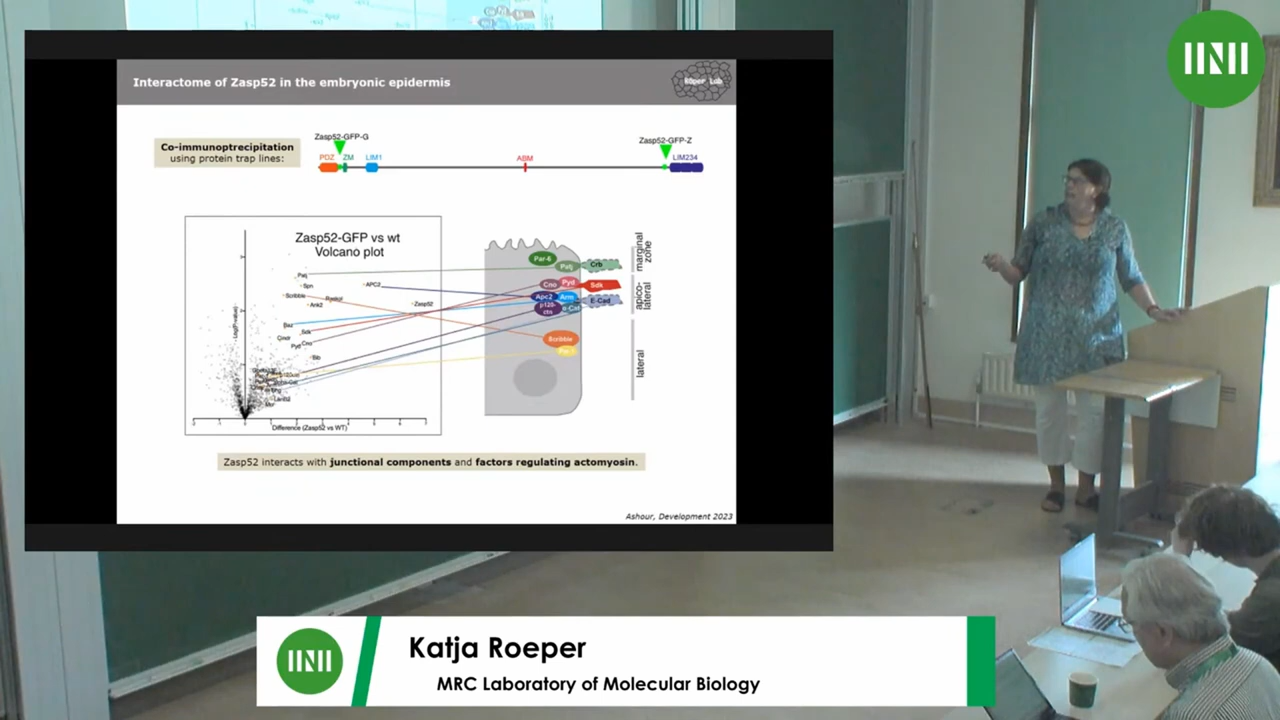 Interactome of Zasp52 in the embryonic epidermis
Röper Lab
Co-immunoptrecipitation
using protein trap lines:
Zasp52-GFP-G
Zasp52-GFP-Z
PDZ ZM LIM1 ABM LIM234
Zasp52-GFP vs wt
Volcano plot
Patj
Spn
APC2
Scribble
Ank2
Zasp52
Baz
Sdk
Pyd
Cno
Sib
-Log(P-value)
Difference (Zasp52 vs WT)
Par-6
Patj
Crb
Cno
Pyd
Sdk
Apc2
Arm
E-Cad
p120-
ctn
Scribble
marginal
zone
apico-
lateral
lateral
Zasp52 interacts with junctional components and factors regulating actomyosin.
Ashour, Development 2023
Katja Roeper
MRC Laboratory of Molecular Biology